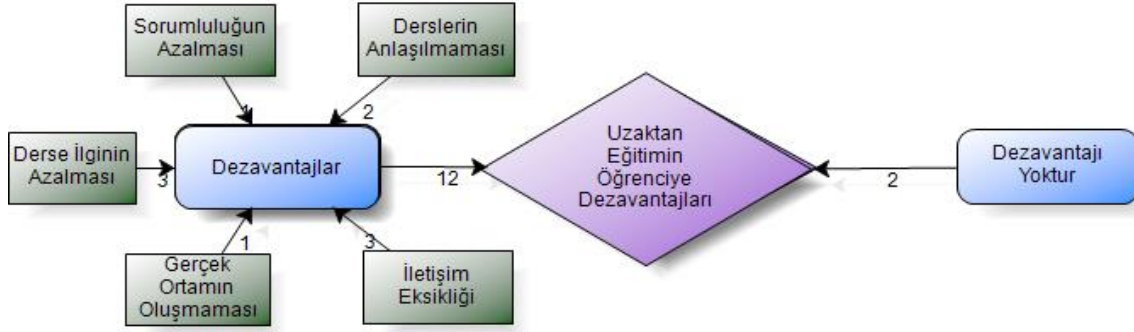 Sorumluluğun
Azalması
Derslerin
Anlaşılmaması
1
2
Derse İlginin
Azalması
3
Dezavantajlar
12
Uzaktan
Eğitimin
Öğrenciye
Dezavantajları
2
Dezavantajı
Yoktur
1
3
Gerçek
Ortamın
Oluşmaması
İletişim
Eksikliği